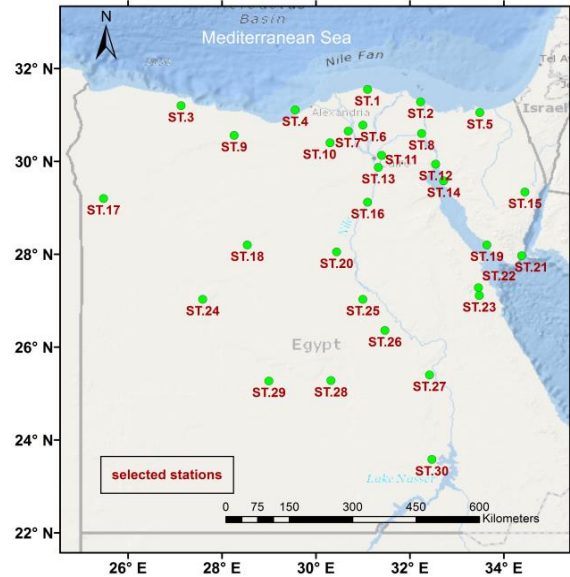 Basin
N
Mediterranean Sea
Nile Fan
32° N
Tel Aviv
ST.1
ST.2
ST.3
Alexandria
ST.4
ST.5
Israel
ST.6
ST.7
ST.8
ST.9
ST.10
30° N
ST.11
ST.12
ST.13
ST.14
ST.15
ST.16
ST.17
Nile
28° N
ST.18
ST.19
ST.20
ST.21
ST.22
ST.23
ST.24
ST.25
Egypt
26° N
ST.26
ST.27
ST.28
ST.29
24° N
selected stations
ST.30
Lake Nasser
0 75 150 300 450 600
Kilometers
22° N
26° E 28° E 30° E 32° E 34° E